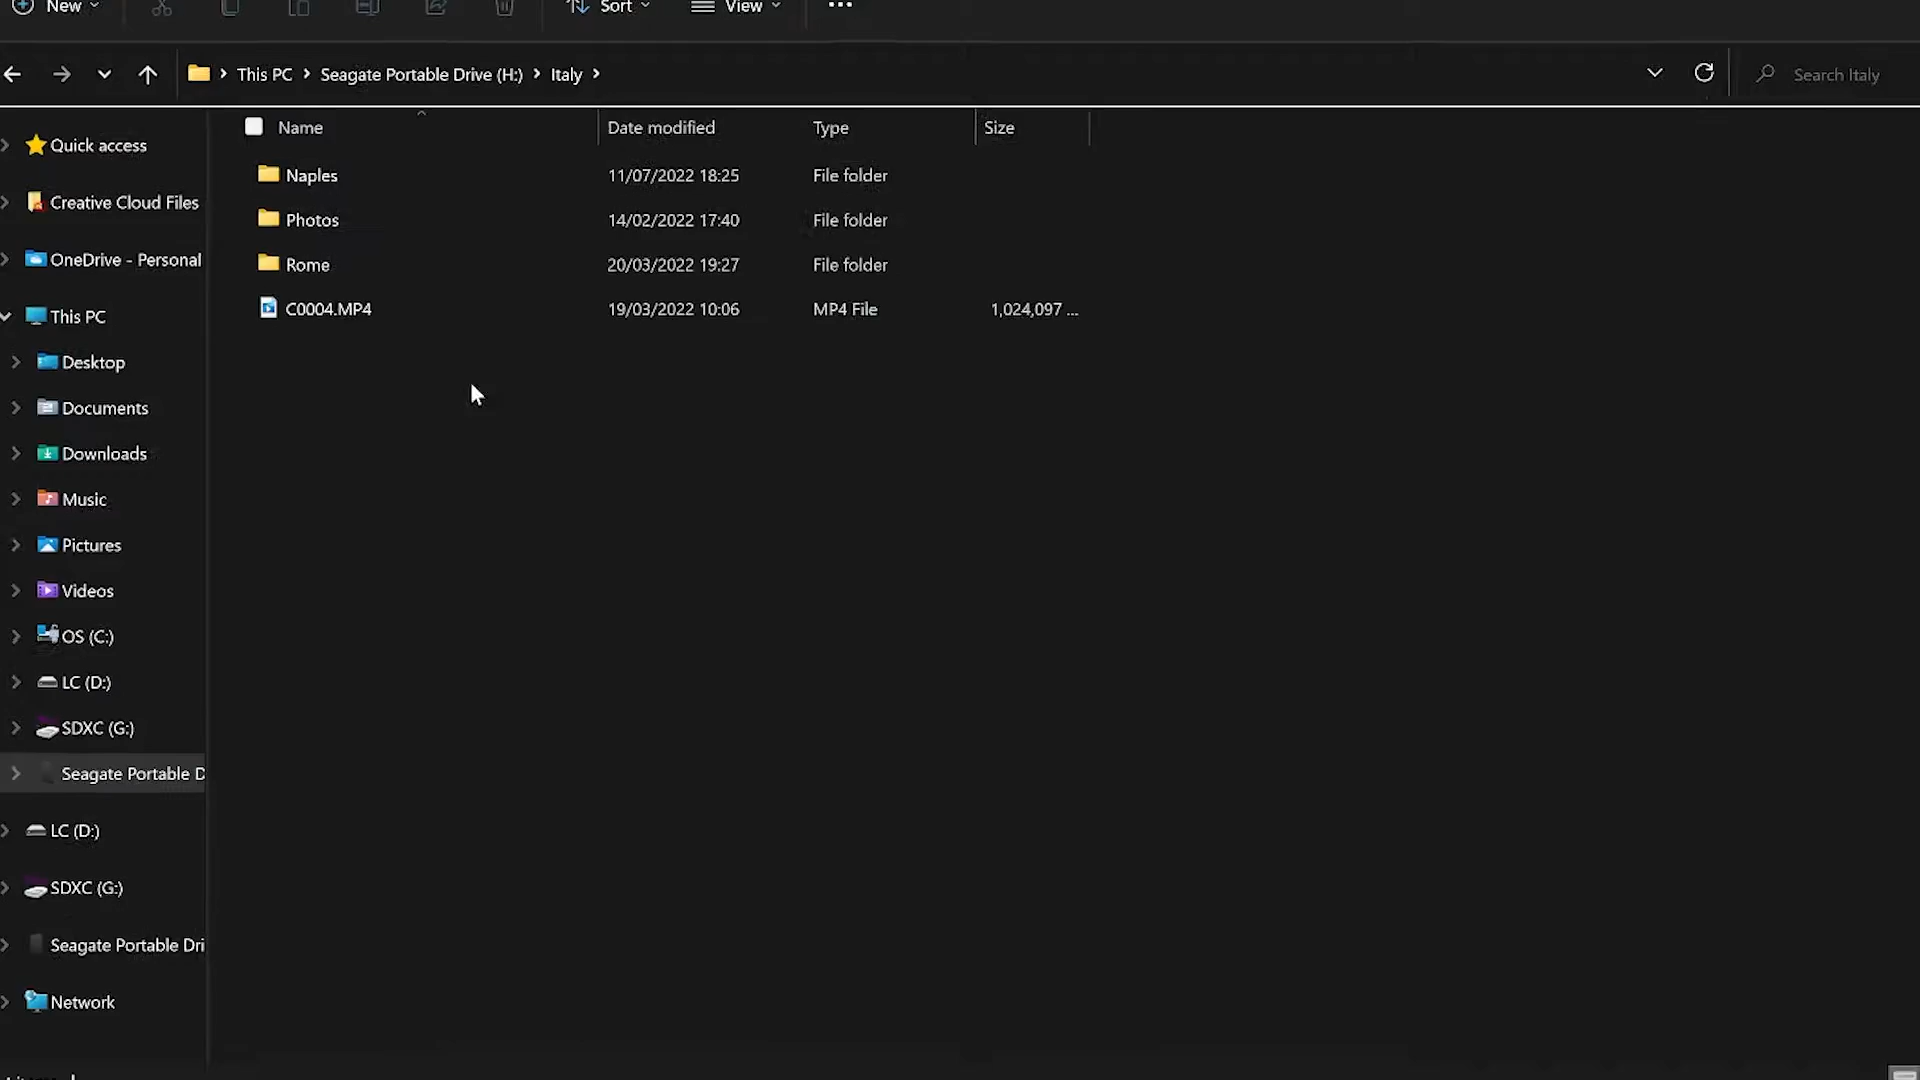 New Sort View
This PC Seagate Portable Drive (H:) Italy Search Italy
Name Date modified Type Size
Naples 11/07/2022 18:25 File folder
Photos 14/02/2022 17:40 File folder
Rome 20/03/2022 19:27 File folder
C0004.MP4 19/03/2022 10:06 MP4 File 1,024,097 ...
Quick access
Creative Cloud Files
OneDrive - Personal
This PC
Desktop
Documents
Downloads
Music
Pictures
Videos
OS (C:)
LC (D:)
SDXC (G:)
Seagate Portable D
LC (D:)
SDXC (G:)
Seagate Portable Dri
Network